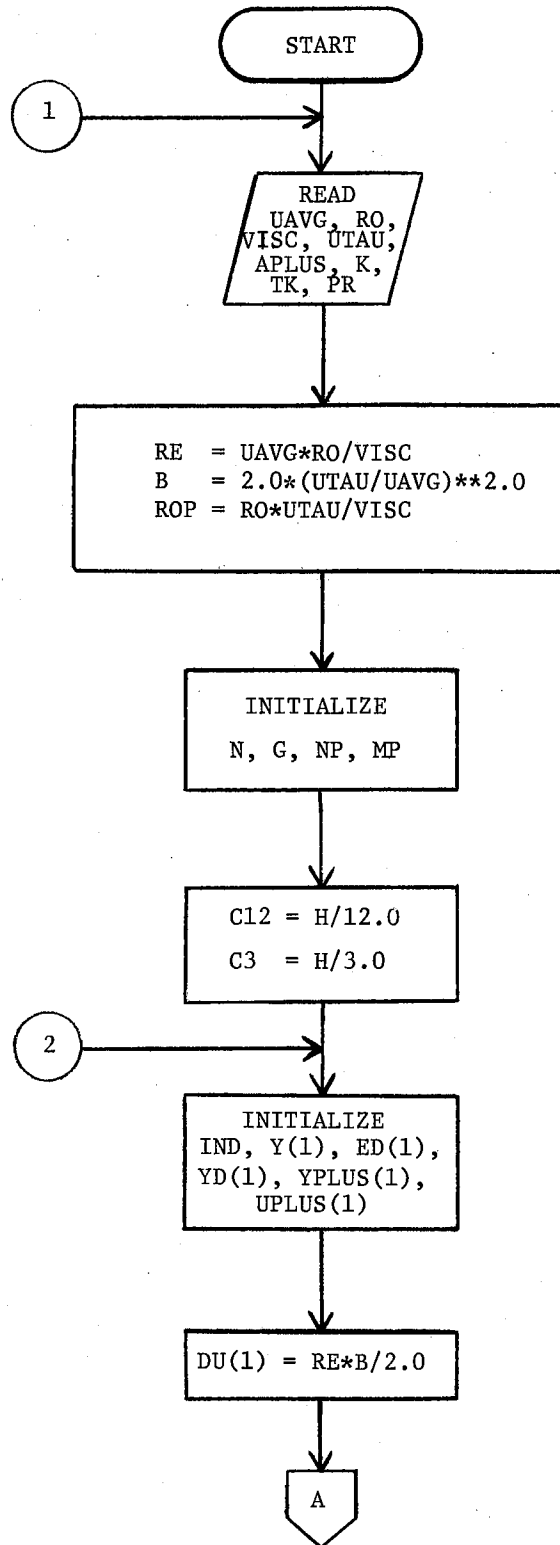 START
1
READ
UAVG, RO,
VISC, UTAU,
APLUS, K,
TK, PR
RE = UAVG*RO/VISC
B = 2.0*(UTAU/UAVG)**2.0
ROP = RO*UTAU/VISC
INITIALIZE
N, G, NP, MP
C12 = H/12.0
C3 = H/3.0
2
INITIALIZE
IND, Y(1), ED(1),
YD(1), YPLUS(1),
UPLUS(1)
DU(1) = RE*B/2.0
A